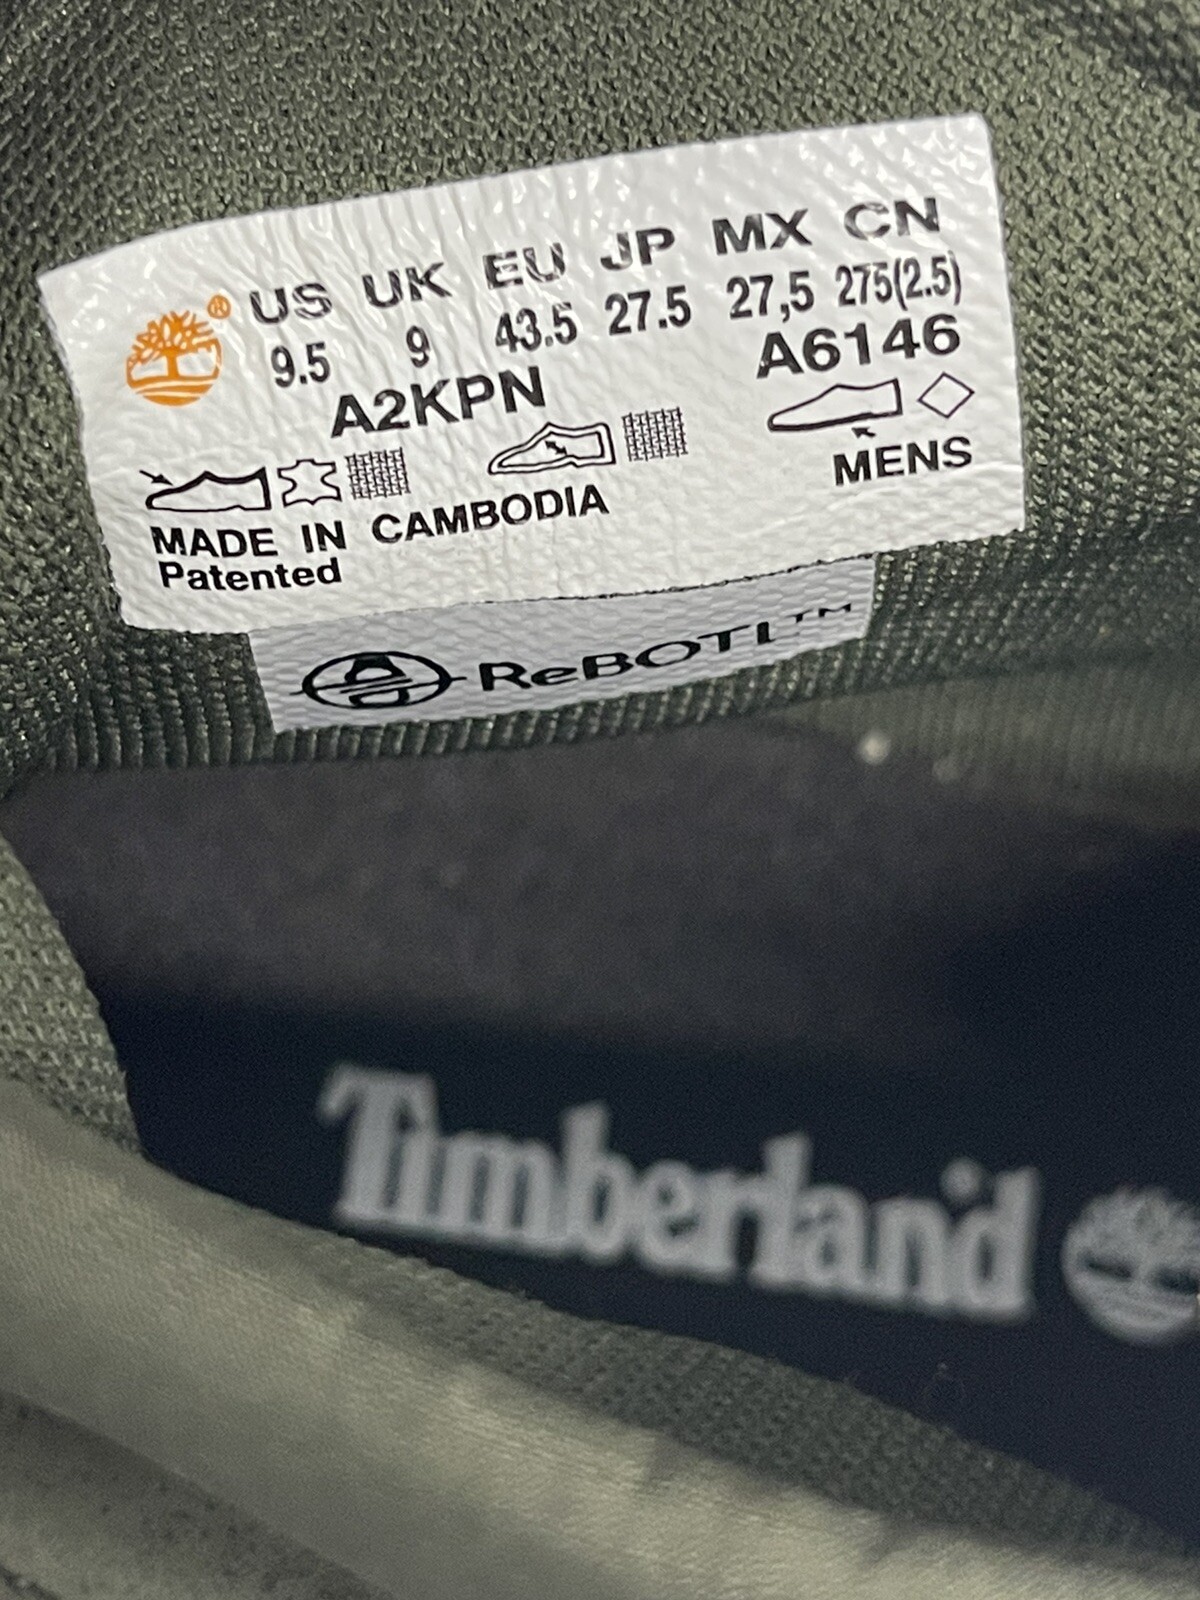 ® US UK EU JP MX CN
9.5 9 43.5 27.5 27,5 275(2.5)
A2KPN A6146
MENS
MADE IN CAMBODIA
Patented
ReBOTL™
Timberland